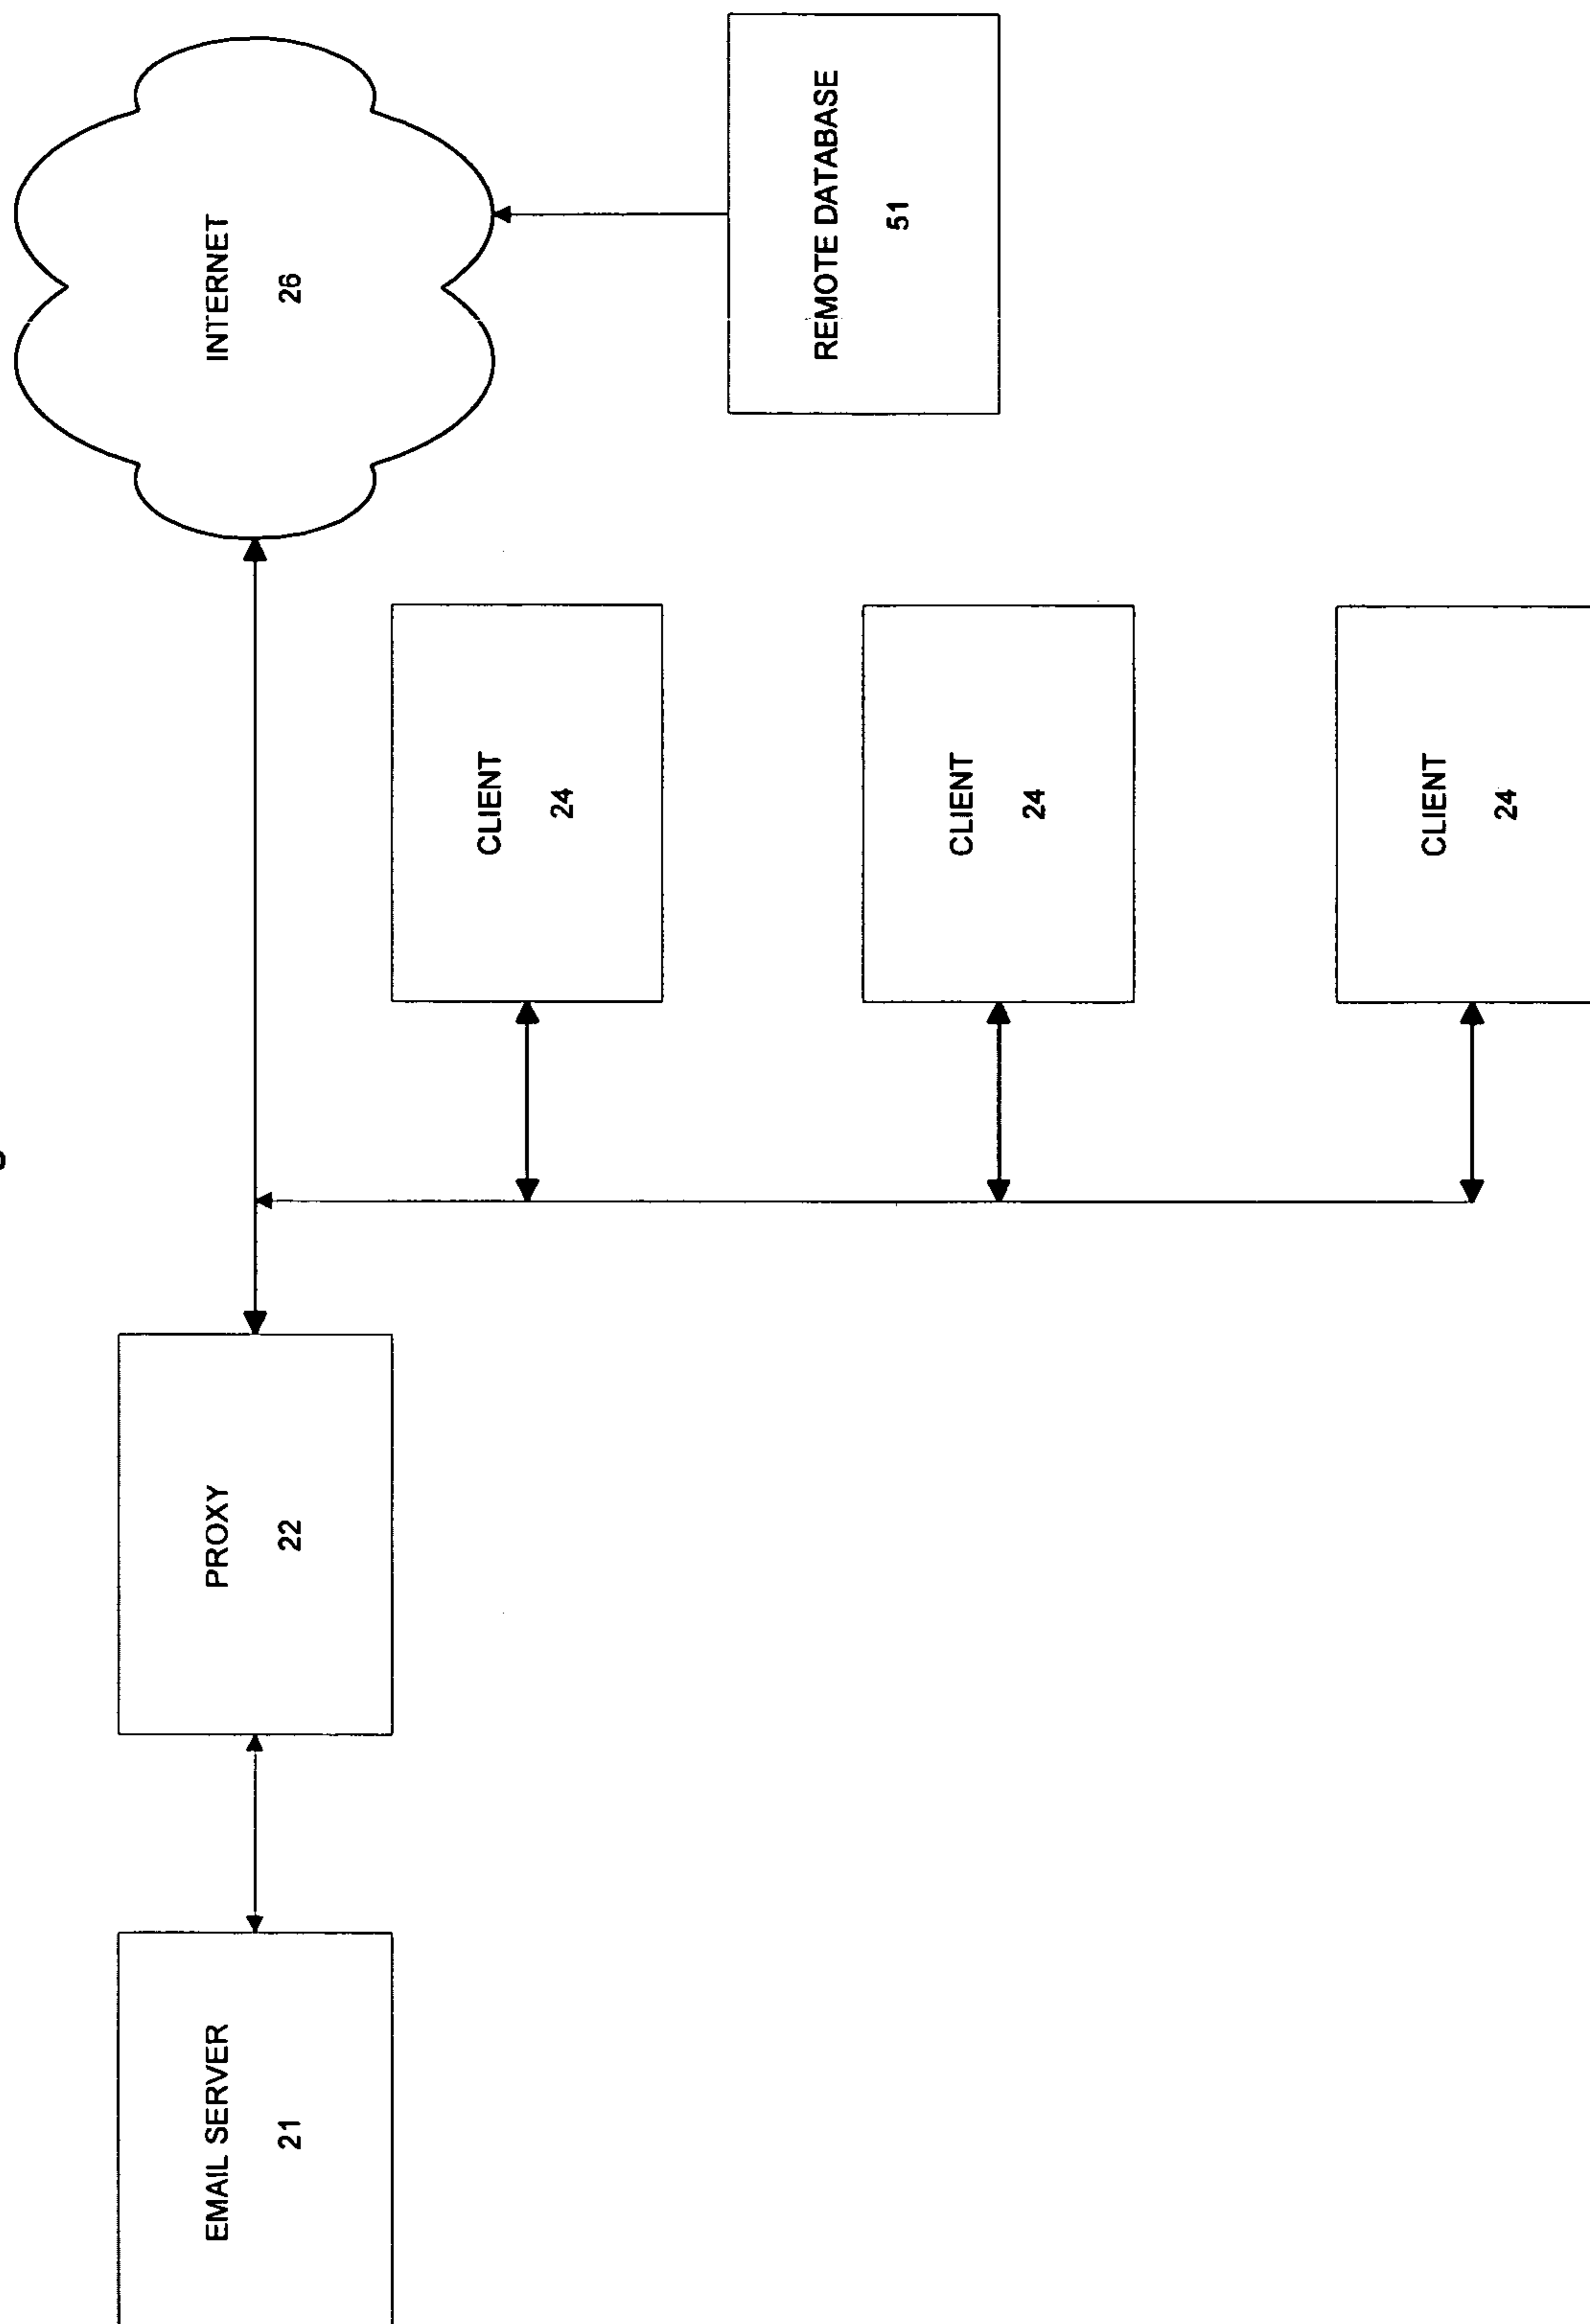 EMAIL SERVER
21
PROXY
22
INTERNET
26
CLIENT
24
CLIENT
24
CLIENT
24
REMOTE DATABASE
51